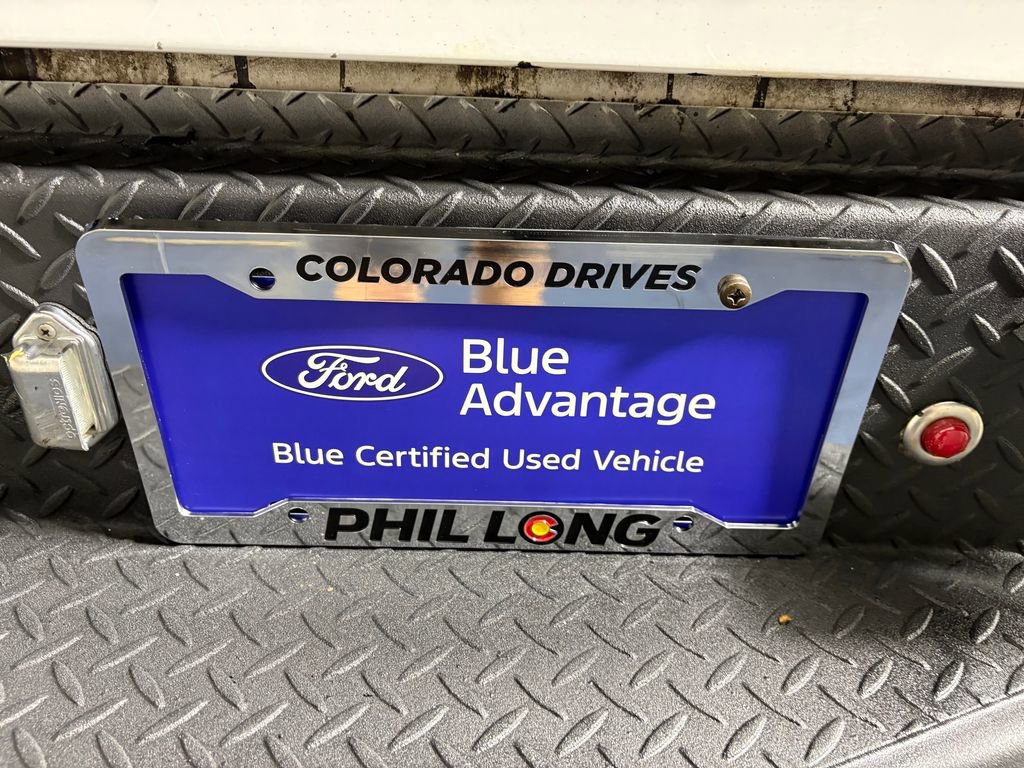 COLORADO DRIVES
Ford
Blue
Advantage
Blue Certified Used Vehicle
PHIL LONG